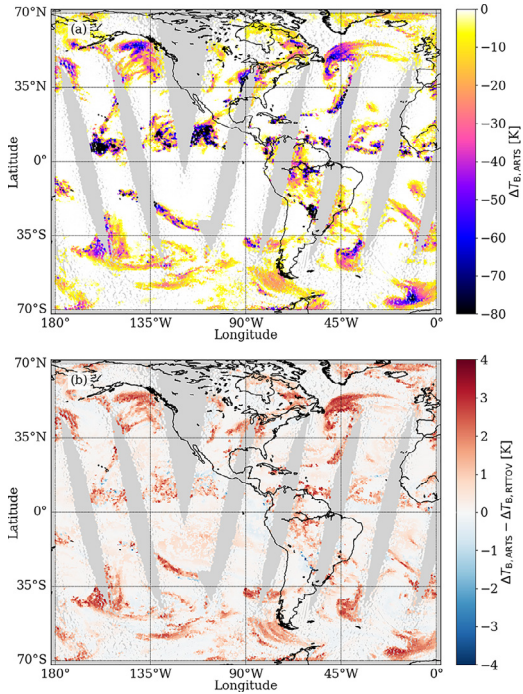 70°N
(a)
35°N
0°
35°S
70°S
Latitude
180°
135°W
90°W
45°W
0°
Longitude
0
−10
−20
−30
−40
−50
−60
−70
−80
ΔT_B,ARTS [K]
70°N
(b)
35°N
0°
35°S
70°S
Latitude
180°
135°W
90°W
45°W
0°
Longitude
4
3
2
1
0
−1
−2
−3
−4
ΔT_B,ARTS − ΔT_B,RTTOV [K]